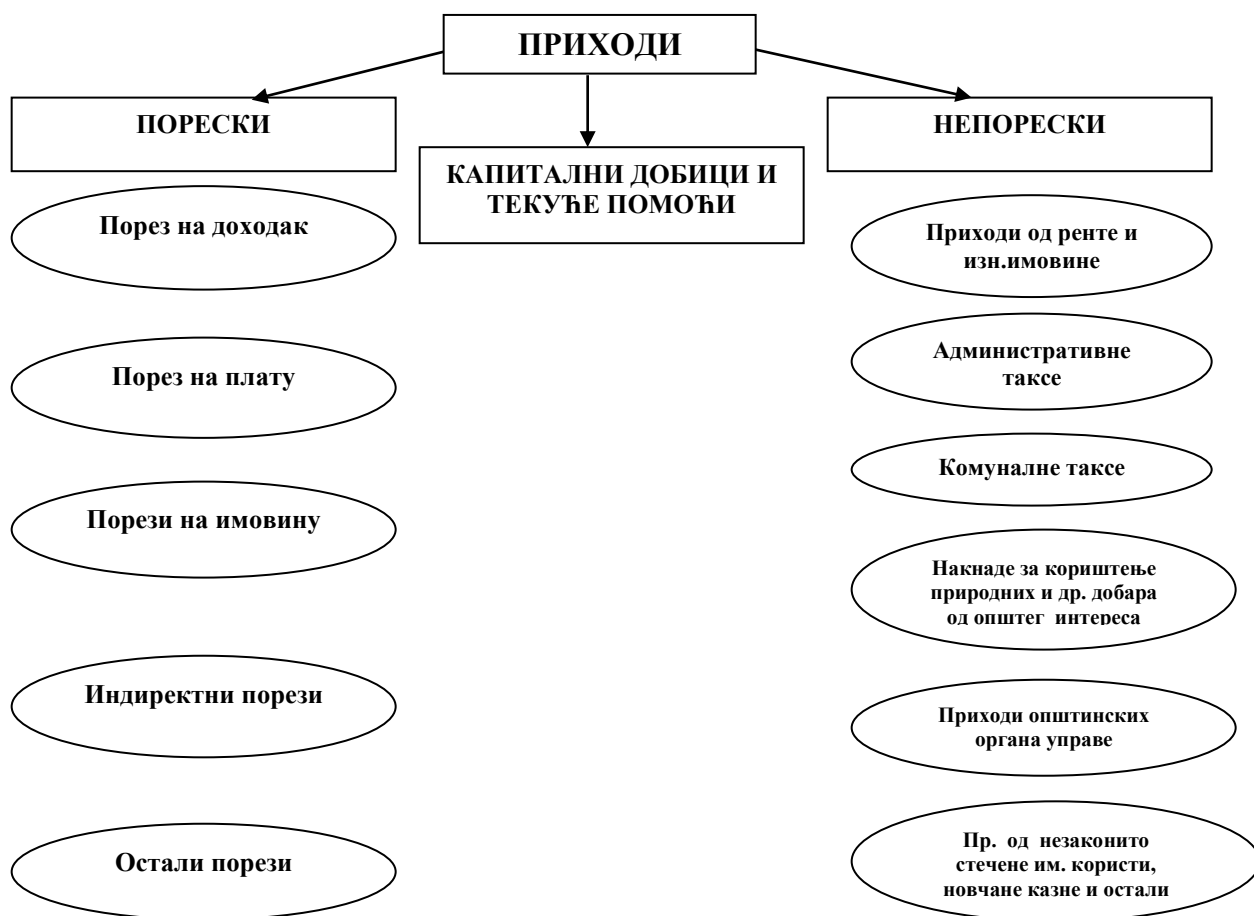 ПРИХОДИ
ПОРЕСКИ
КАПИТАЛНИ ДОБИЦИ И
ТЕКУЋЕ ПОМОЋИ
НЕПОРЕСКИ
Порез на доходак
Порез на плату
Порези на имовину
Индиректни порези
Остали порези
Приходи од ренте и
изн.имовине
Административне
таксе
Комуналне таксе
Накнаде за кориштење
природних и др. добара
од општег интереса
Приходи општинских
органа управе
Пр. од незаконито
стечене им. користи,
новчане казне и остали